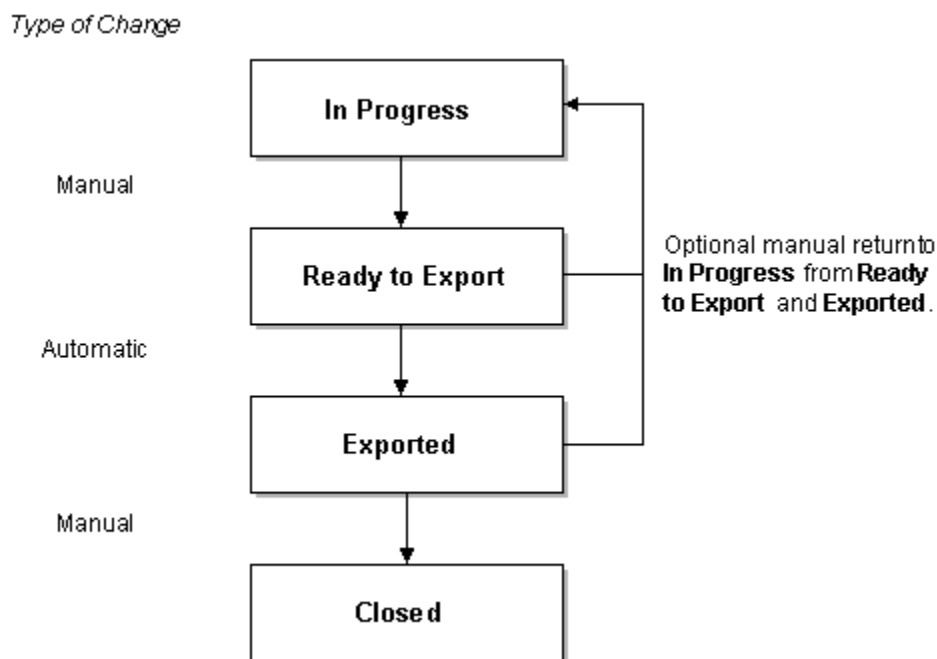 Type of Change
In Progress
Manual
Ready to Export
Optional manual return to
In Progress from Ready
to Export and Exported.
Automatic
Exported
Manual
Closed